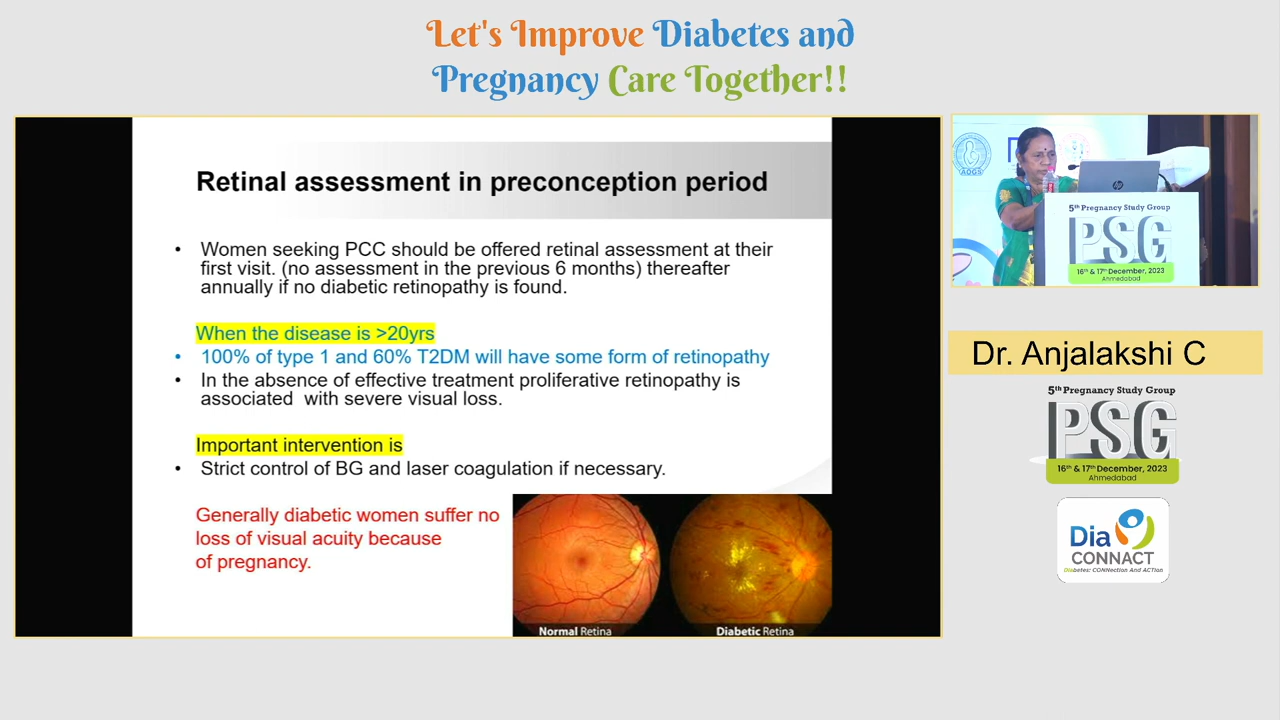 Let's Improve Diabetes and
Pregnancy Care Together!!
Retinal assessment in preconception period
• Women seeking PCC should be offered retinal assessment at their
first visit. (no assessment in the previous 6 months) thereafter
annually if no diabetic retinopathy is found.
When the disease is >20yrs
• 100% of type 1 and 60% T2DM will have some form of retinopathy
• In the absence of effective treatment proliferative retinopathy is
associated with severe visual loss.
Important intervention is
• Strict control of BG and laser coagulation if necessary.
Generally diabetic women suffer no
loss of visual acuity because
of pregnancy.
Normal Retina
Diabetic Retina
AOGS
hp
5th Pregnancy Study Group
PSG
16th & 17th December, 2023
Ahmedabad
Dr. Anjalakshi C
5th Pregnancy Study Group
PSG
16th & 17th December, 2023
Ahmedabad
Dia
CONNACT
Diabetes: CONNection And ACTion